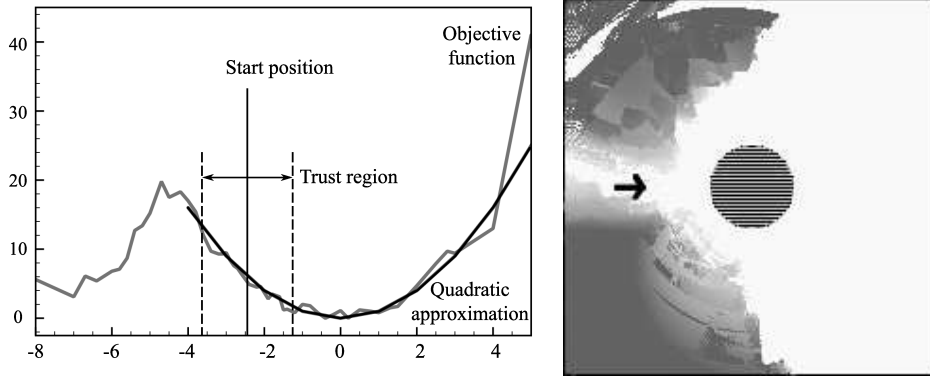 40
Objective
function
Start position
30
Trust region
20
10
Quadratic
approximation
0
-8
-6
-4
-2
0
2
4